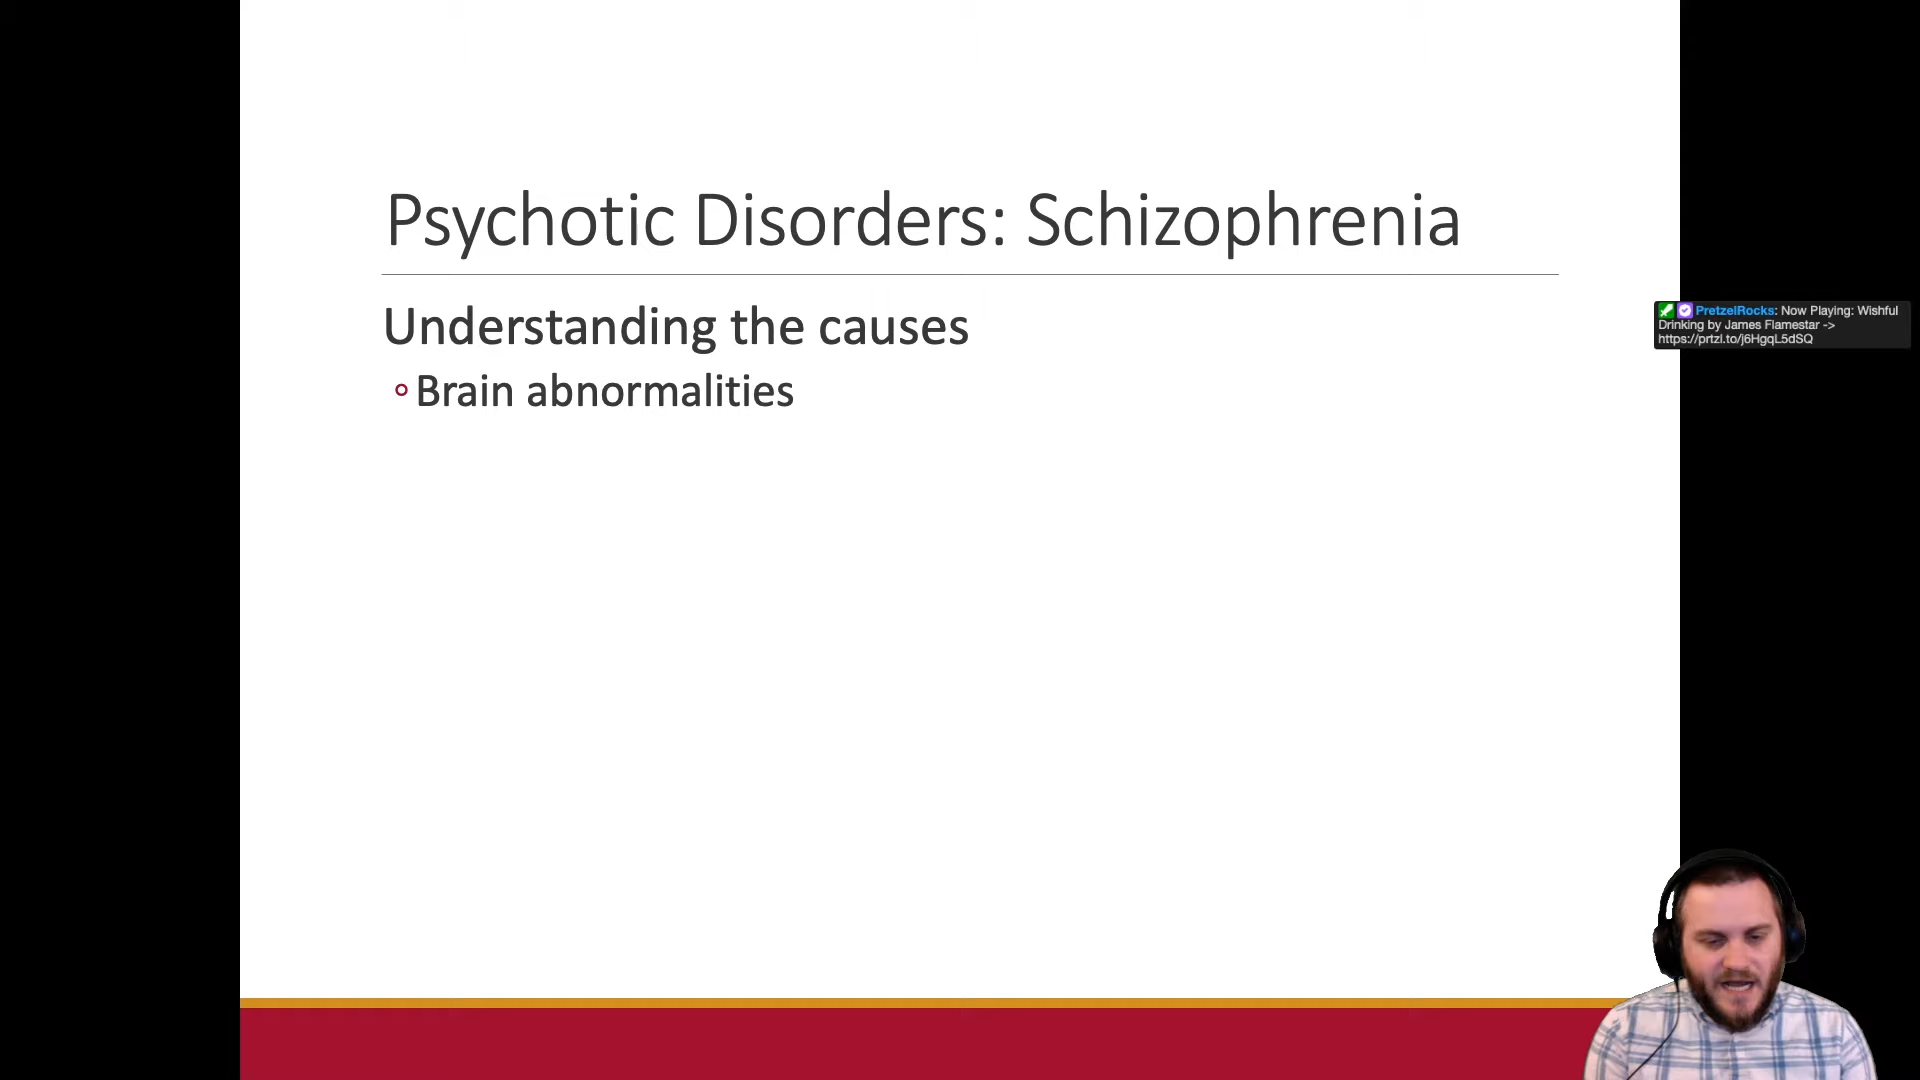 Psychotic Disorders: Schizophrenia
Understanding the causes
Brain abnormalities
PretzelRocks: Now Playing: Wishful
Drinking by James Flamestar ->
https://prtzl.to/j6HgqL5dSQ